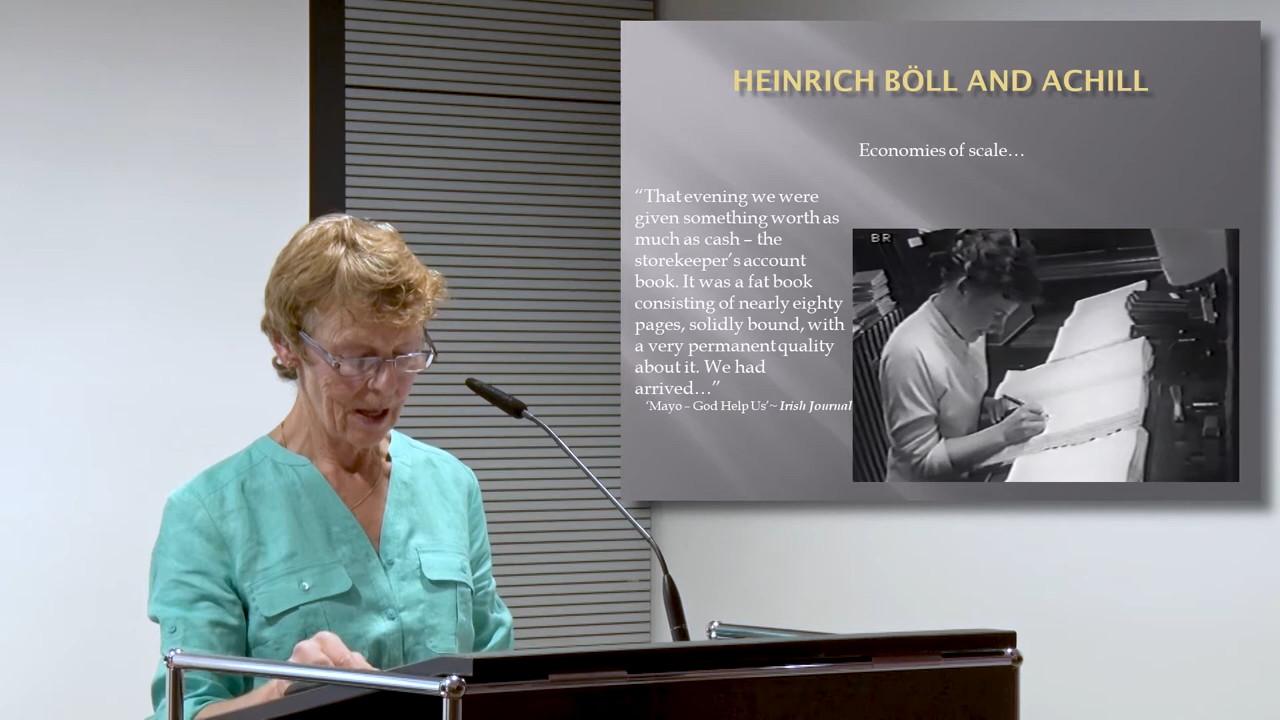 HEINRICH BÖLL AND ACHILL
Economies of scale…
“That evening we were
given something worth as
much as cash – the
storekeeper’s account
book. It was a fat book
consisting of nearly eighty
pages, solidly bound, with
a very permanent quality
about it. We had
arrived…”
‘Mayo – God Help Us’~ Irish Journal
BR